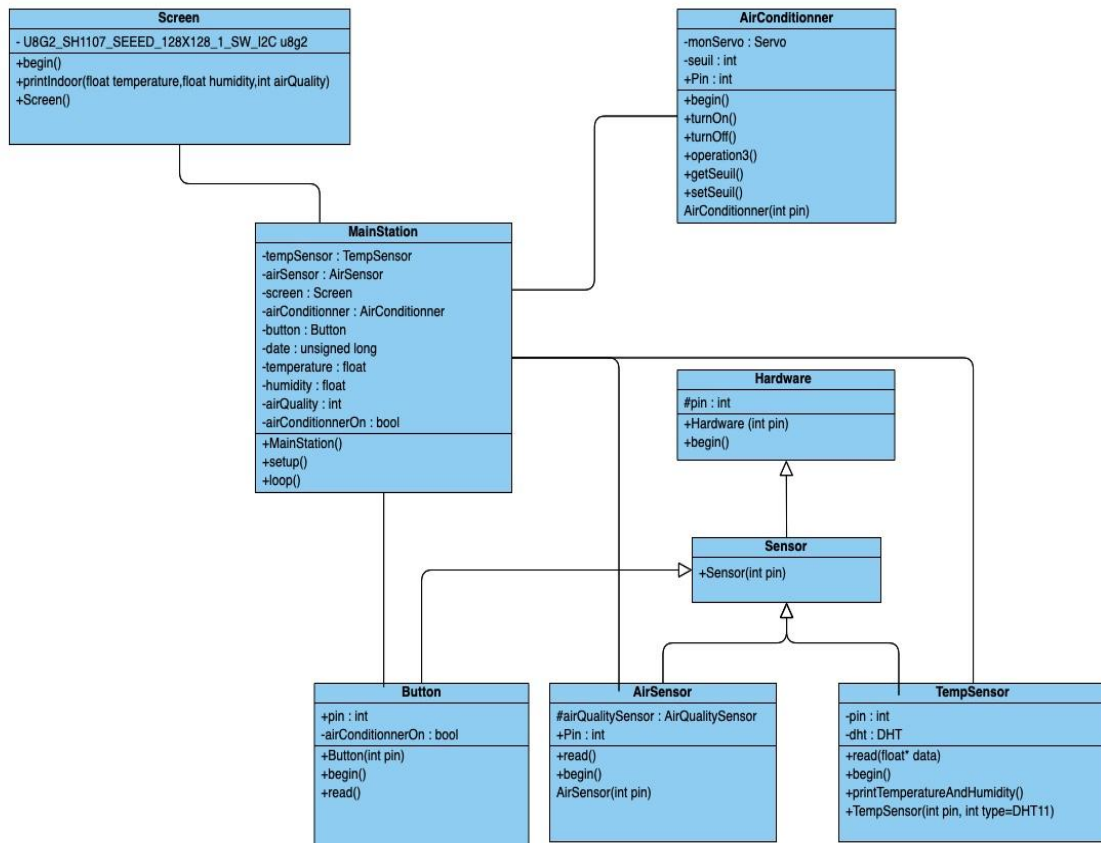 Screen
- U8G2_SH1107_SEEED_128X128_1_SW_I2C u8g2
+begin()
+printIndoor(float temperature,float humidity,int airQuality)
+Screen()
AirConditionner
-monServo : Servo
-seuil : int
+Pin : int
+begin()
+turnOn()
+turnOff()
+operation3()
+getSeuil()
+setSeuil()
AirConditionner(int pin)
MainStation
-tempSensor : TempSensor
-airSensor : AirSensor
-screen : Screen
-airConditionner : AirConditionner
-button : Button
-date : unsigned long
-temperature : float
-humidity : float
-airQuality : int
-airConditionnerOn : bool
+MainStation()
+setup()
+loop()
Hardware
#pin : int
+Hardware (int pin)
+begin()
Sensor
+Sensor(int pin)
Button
+pin : int
-airConditionnerOn : bool
+Button(int pin)
+begin()
+read()
AirSensor
#airQualitySensor : AirQualitySensor
+Pin : int
+read()
+begin()
AirSensor(int pin)
TempSensor
-pin : int
-dht : DHT
+read(float* data)
+begin()
+printTemperatureAndHumidity()
+TempSensor(int pin, int type=DHT11)